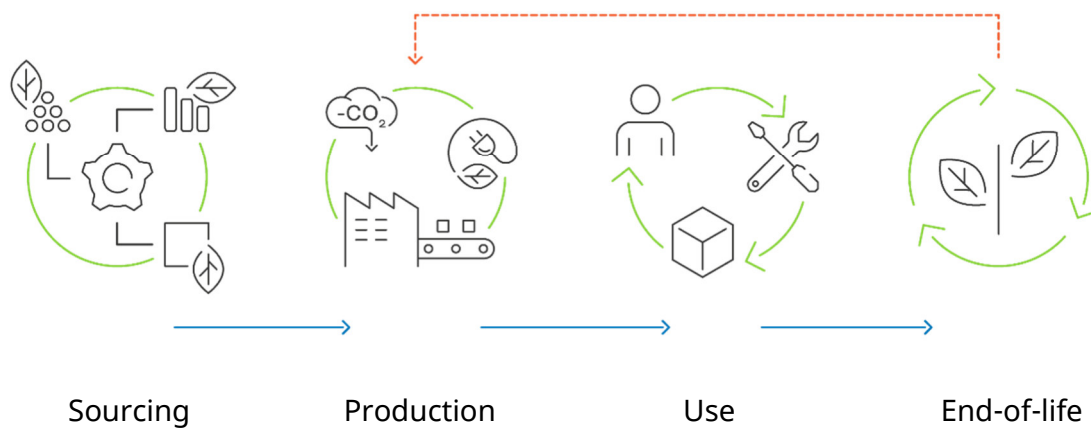 -CO₂
Sourcing
Production
Use
End-of-life